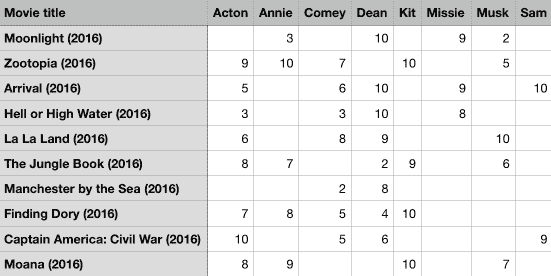 Movie title Acton Annie Comey Dean Kit Missie Musk Sam
Moonlight (2016) 3 10 9 2
Zootopia (2016) 9 10 7 10 5
Arrival (2016) 5 6 10 9 10
Hell or High Water (2016) 3 3 10 8
La La Land (2016) 6 8 9 10
The Jungle Book (2016) 8 7 2 9 6
Manchester by the Sea (2016) 2 8
Finding Dory (2016) 7 8 5 4 10
Captain America: Civil War (2016) 10 5 6 9
Moana (2016) 8 9 10 7